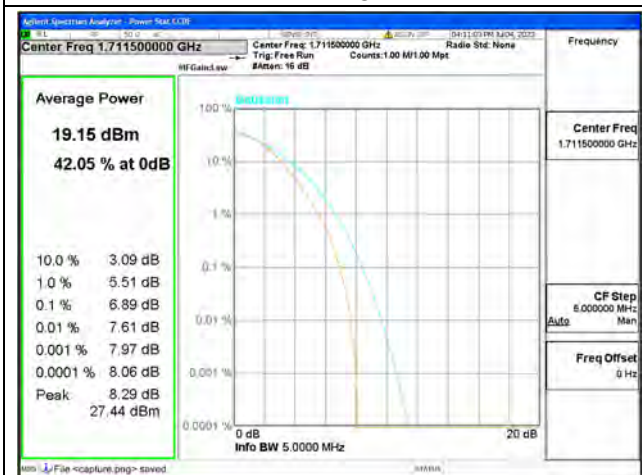 Agilent Spectrum Analyzer - Power Stat CCDF
Center Freq 1.711500000 GHz
Center Freq: 1.711500000 GHz
Radio Std: None
Trig: Free Run
Counts:1.00 M/1.00 Mpt
#Atten: 16 dB
Frequency
Average Power
19.15 dBm
42.05 % at 0dB
10.0 % 3.09 dB
1.0 % 5.51 dB
0.1 % 6.89 dB
0.01 % 7.61 dB
0.001 % 7.97 dB
0.0001 % 8.06 dB
Peak 8.29 dB
27.44 dBm
100 %
Gaussian
10 %
1 %
0.1 %
0.01 %
0.001 %
0.0001 %
0 dB
20 dB
Info BW 5.0000 MHz
Center Freq
1.711500000 GHz
CF Step
5.000000 MHz
Auto Man
Freq Offset
0 Hz
MSG
File <capture.png> saved
STATUS